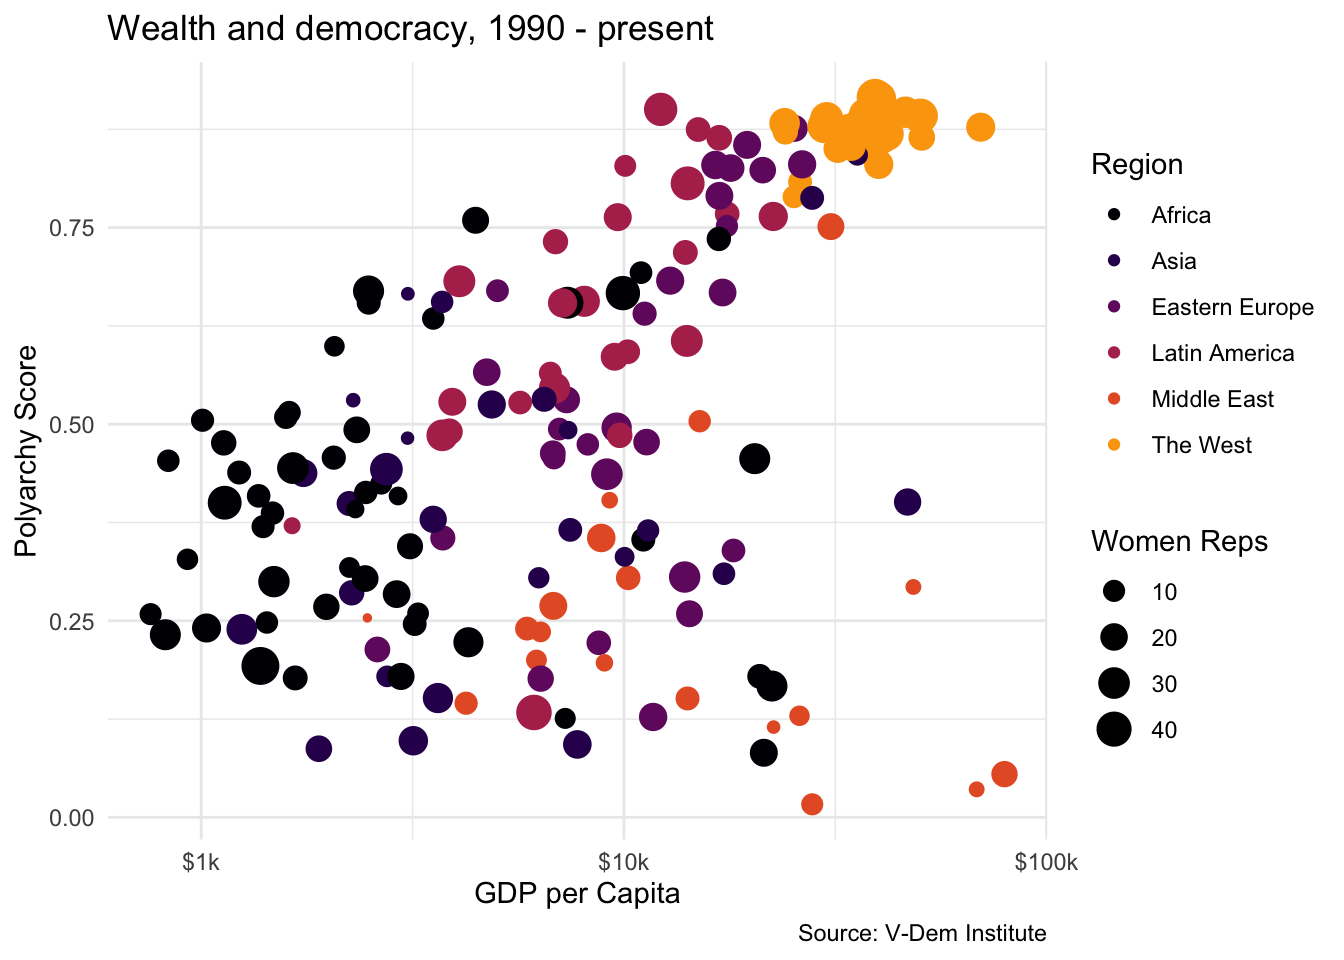 Wealth and democracy, 1990 - present
Polyarchy Score
0.75
0.50
0.25
0.00
$1k
$10k
$100k
GDP per Capita
Source: V-Dem Institute
Region
Africa
Asia
Eastern Europe
Latin America
Middle East
The West
Women Reps
10
20
30
40